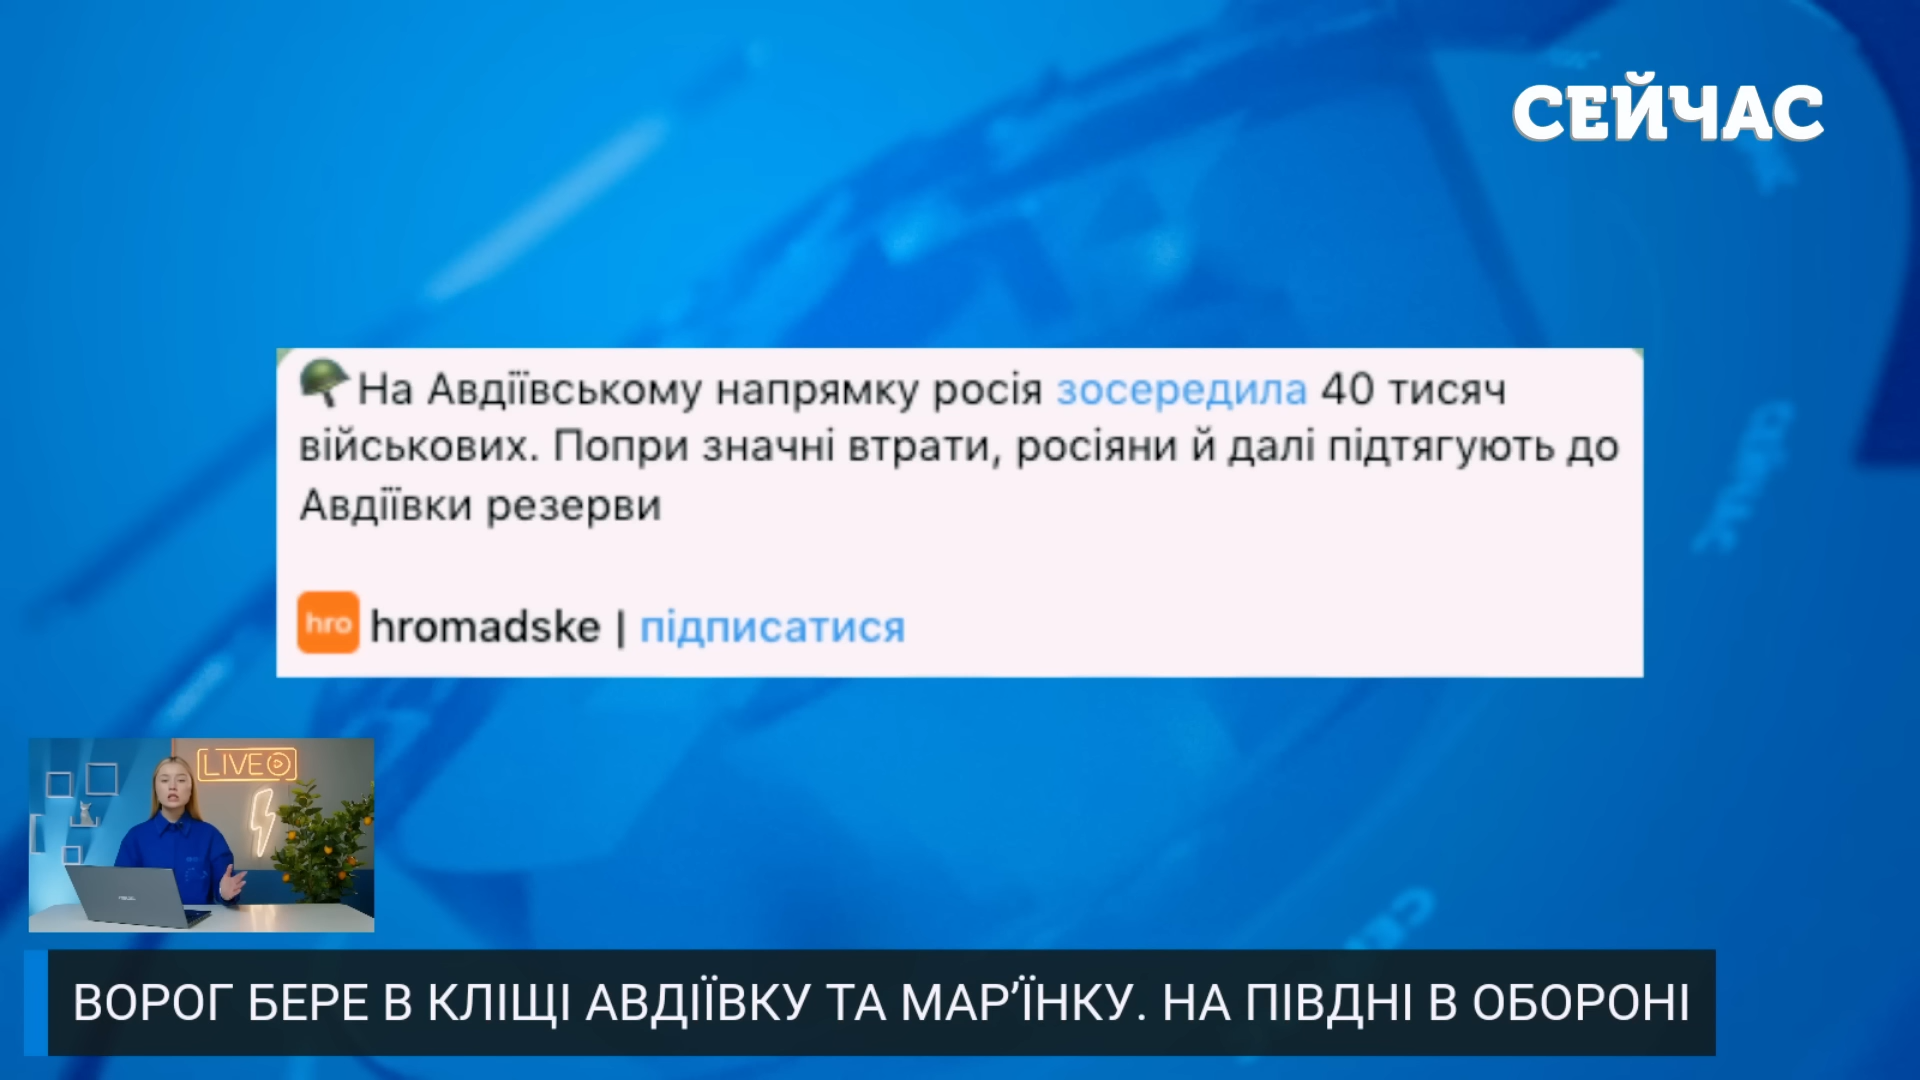 СЕЙЧАС
На Авдіївському напрямку росія зосередила 40 тисяч
військових. Попри значні втрати, росіяни й далі підтягують до
Авдіївки резерви
hro hromadske | підписатися
LIVE
ВОРОГ БЕРЕ В КЛІЩІ АВДІЇВКУ ТА МАР’ЇНКУ. НА ПІВДНІ В ОБОРОНІ